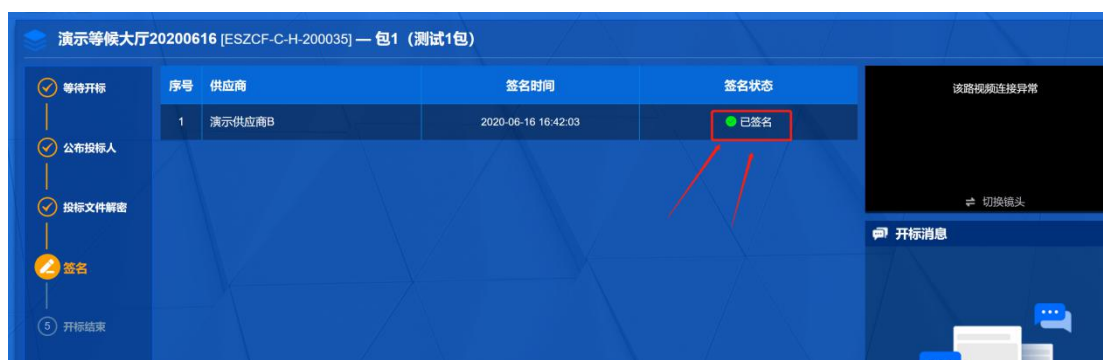 演示等候大厅20200616 [ESZCF-C-H-200035] — 包1（测试1包）
等待开标
公布投标人
投标文件解密
签名
5 开标结束
序号 供应商 签名时间 签名状态
1 演示供应商B 2020-06-16 16:42:03 已签名
该路视频连接异常
切换镜头
开标消息